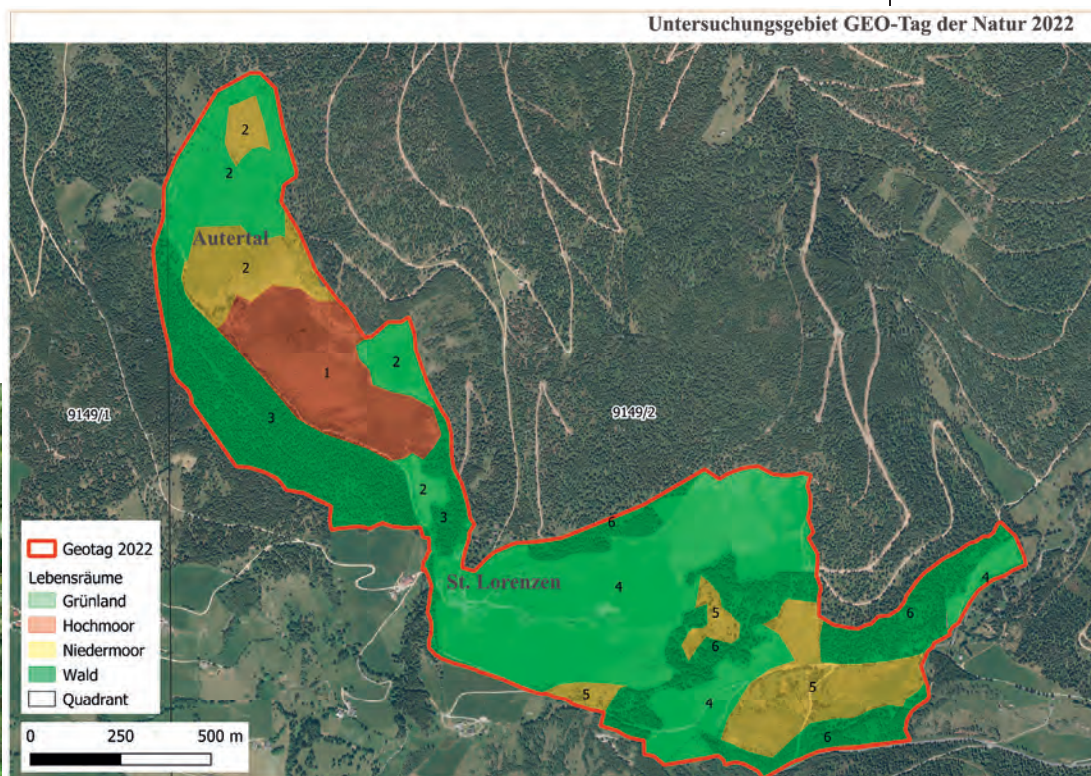 Untersuchungsgebiet GEO-Tag der Natur 2022
2
2
Autertal
2
2
1
9149/1
3
9149/2
2
3
6
St. Lorenzen
4
4
5
6
6
5
5
4
6
Geotag 2022
Lebensräume
Grünland
Hochmoor
Niedermoor
Wald
Quadrant
0 250 500 m